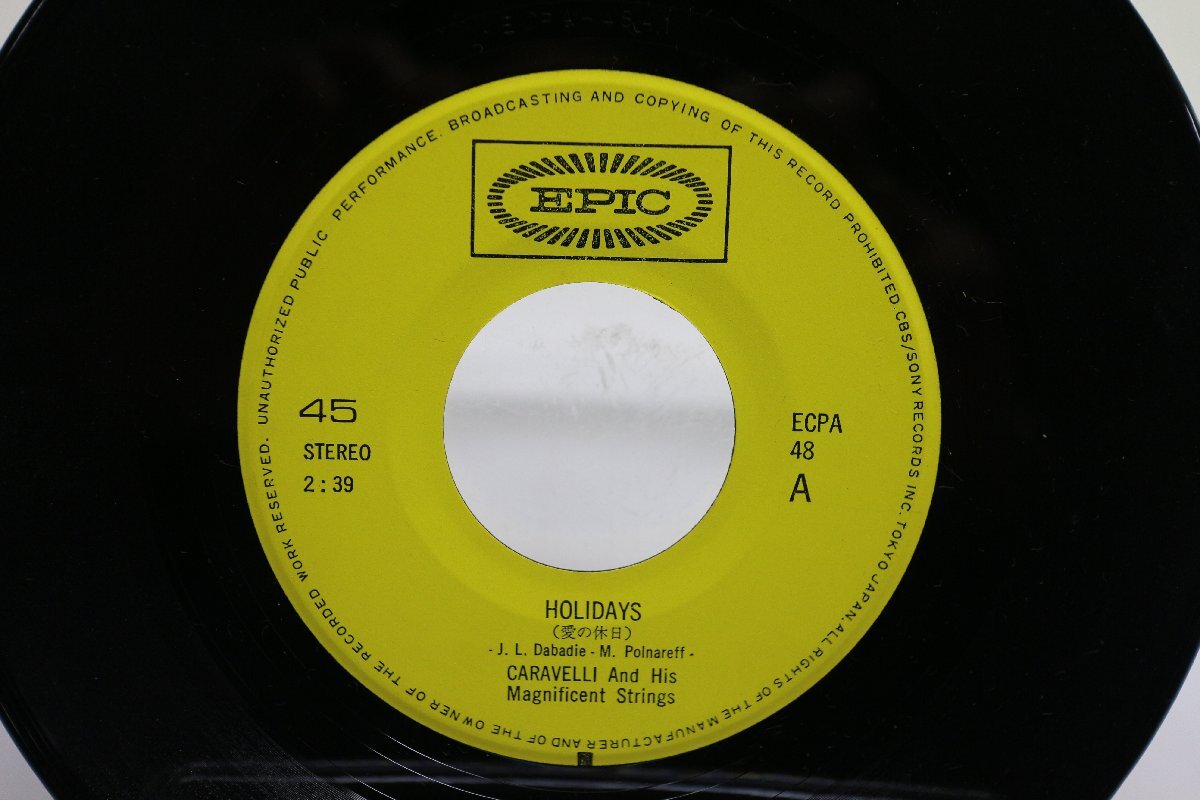 EPIC
45
STEREO
2:39
ECPA
48
A
HOLIDAYS
(愛の休日)
- J. L. Dabadie - M. Polnareff -
CARAVELLI And His
Magnificent Strings
ALL RIGHTS OF THE MANUFACTURER AND OF THE OWNER OF THE RECORDED WORK RESERVED. UNAUTHORIZED PUBLIC PERFORMANCE. BROADCASTING AND COPYING OF THIS RECORD PROHIBITED. CBS/SONY RECORDS INC. TOKYO JAPAN.